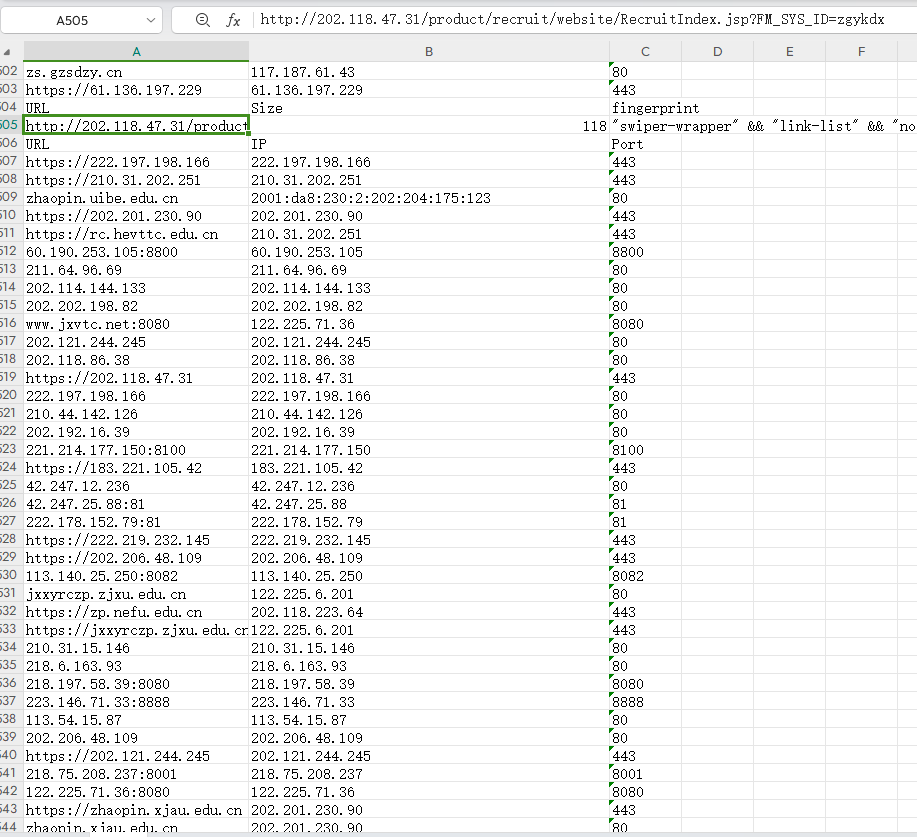 A505 fx http://202.118.47.31/product/recruit/website/RecruitIndex.jsp?FM_SYS_ID=zgykdx
A B C D E F
502 zs.gzsdzy.cn 117.187.61.43 80
503 https://61.136.197.229 61.136.197.229 443
504 URL Size fingerprint
505 http://202.118.47.31/product 118 "swiper-wrapper" && "link-list" && "no
506 URL IP Port
507 https://222.197.198.166 222.197.198.166 443
508 https://210.31.202.251 210.31.202.251 443
509 zhaopin.uibe.edu.cn 2001:da8:230:2:202:204:175:123 80
510 https://202.201.230.90 202.201.230.90 443
511 https://rc.hevttc.edu.cn 210.31.202.251 443
512 60.190.253.105:8800 60.190.253.105 8800
513 211.64.96.69 211.64.96.69 80
514 202.114.144.133 202.114.144.133 80
515 202.202.198.82 202.202.198.82 80
516 www.jxvtc.net:8080 122.225.71.36 8080
517 202.121.244.245 202.121.244.245 80
518 202.118.86.38 202.118.86.38 80
519 https://202.118.47.31 202.118.47.31 443
520 222.197.198.166 222.197.198.166 80
521 210.44.142.126 210.44.142.126 80
522 202.192.16.39 202.192.16.39 80
523 221.214.177.150:8100 221.214.177.150 8100
524 https://183.221.105.42 183.221.105.42 443
525 42.247.12.236 42.247.12.236 80
526 42.247.25.88:81 42.247.25.88 81
527 222.178.152.79:81 222.178.152.79 81
528 https://222.219.232.145 222.219.232.145 443
529 https://202.206.48.109 202.206.48.109 443
530 113.140.25.250:8082 113.140.25.250 8082
531 jxxyrczp.zjxu.edu.cn 122.225.6.201 80
532 https://zp.nefu.edu.cn 202.118.223.64 443
533 https://jxxyrczp.zjxu.edu.cn 122.225.6.201 443
534 210.31.15.146 210.31.15.146 80
535 218.6.163.93 218.6.163.93 80
536 218.197.58.39:8080 218.197.58.39 8080
537 223.146.71.33:8888 223.146.71.33 8888
538 113.54.15.87 113.54.15.87 80
539 202.206.48.109 202.206.48.109 80
540 https://202.121.244.245 202.121.244.245 443
541 218.75.208.237:8001 218.75.208.237 8001
542 122.225.71.36:8080 122.225.71.36 8080
543 https://zhaopin.xjau.edu.cn 202.201.230.90 443
544 zhaopin.xjau.edu.cn 202.201.230.90 80